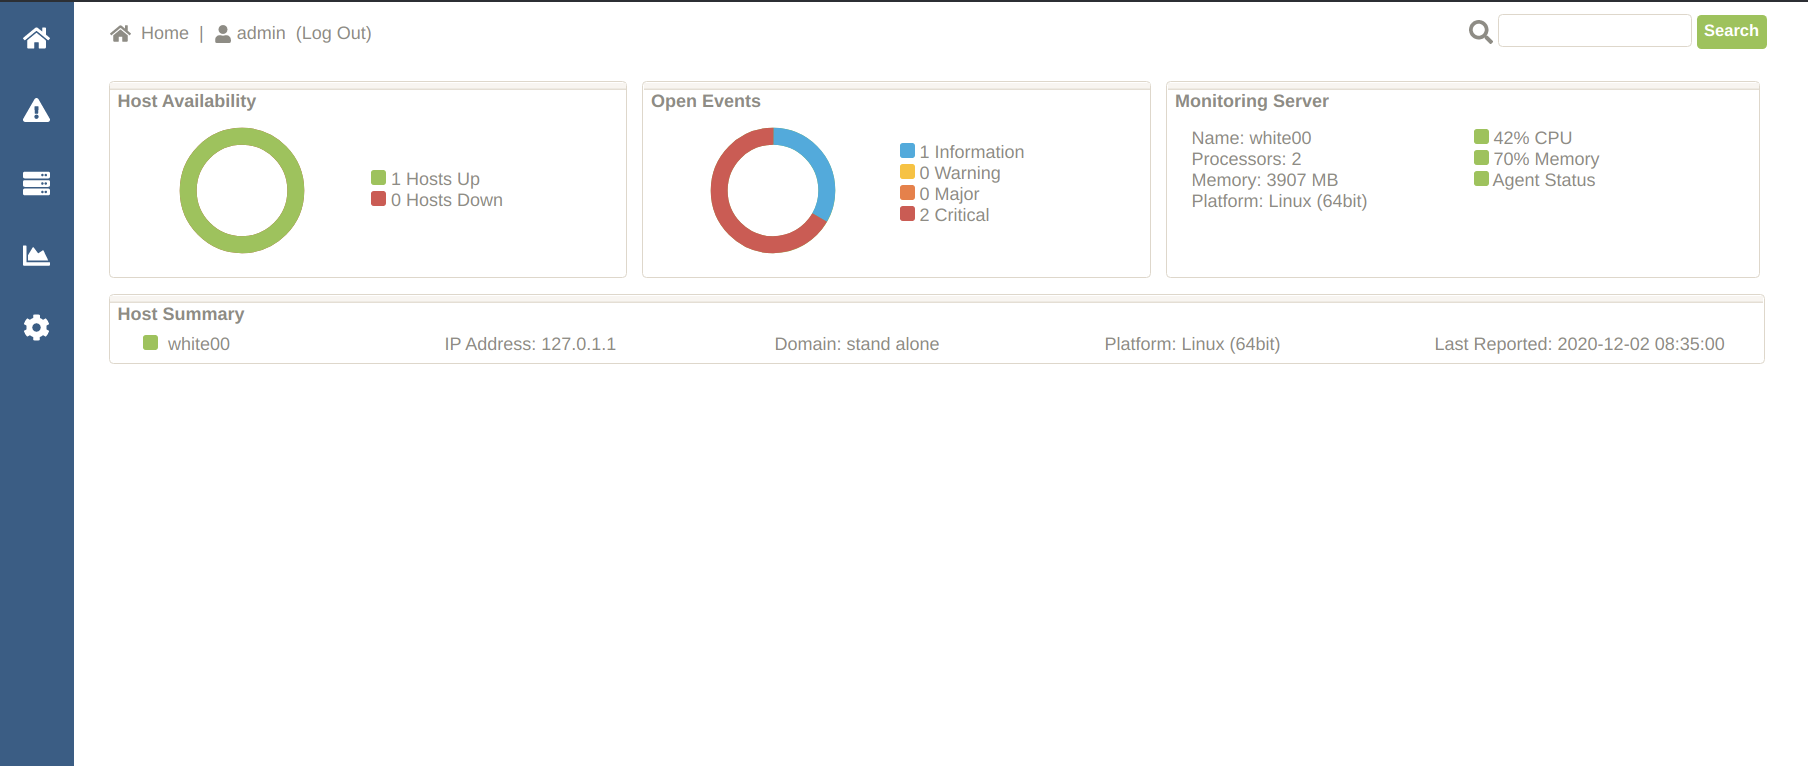 Home | admin (Log Out)
Search
Host Availability
1 Hosts Up
0 Hosts Down
Open Events
1 Information
0 Warning
0 Major
2 Critical
Monitoring Server
Name: white00
Processors: 2
Memory: 3907 MB
Platform: Linux (64bit)
42% CPU
70% Memory
Agent Status
Host Summary
white00 IP Address: 127.0.1.1 Domain: stand alone Platform: Linux (64bit) Last Reported: 2020-12-02 08:35:00